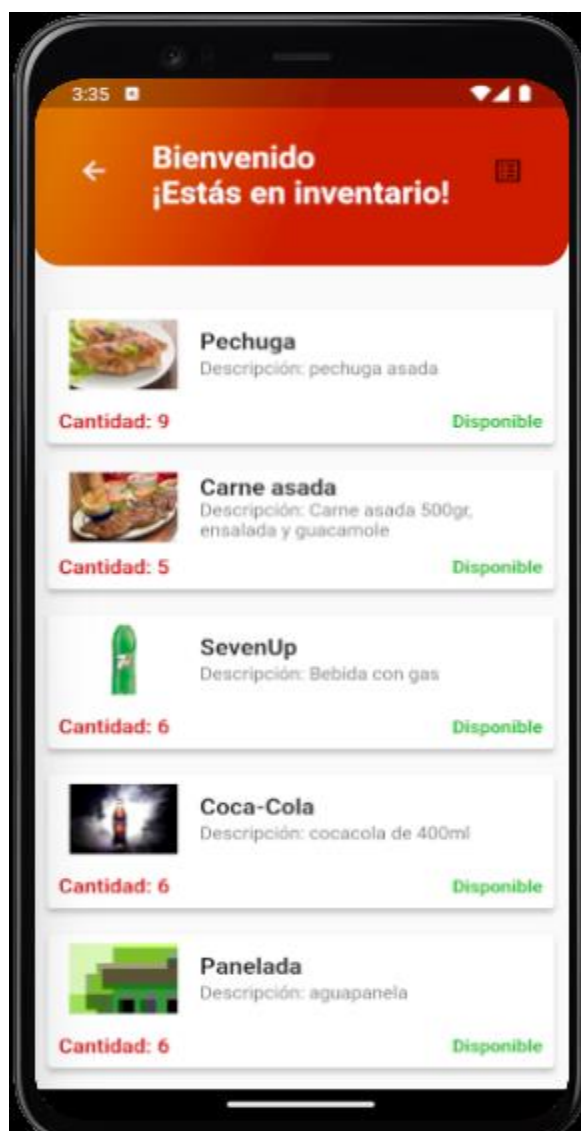 3:35
Bienvenido
¡Estás en inventario!
Pechuga
Descripción: pechuga asada
Cantidad: 9
Disponible
Carne asada
Descripción: Carne asada 500gr,
ensalada y guacamole
Cantidad: 5
Disponible
SevenUp
Descripción: Bebida con gas
Cantidad: 6
Disponible
Coca-Cola
Descripción: cocacola de 400ml
Cantidad: 6
Disponible
Panelada
Descripción: aguapanela
Cantidad: 6
Disponible